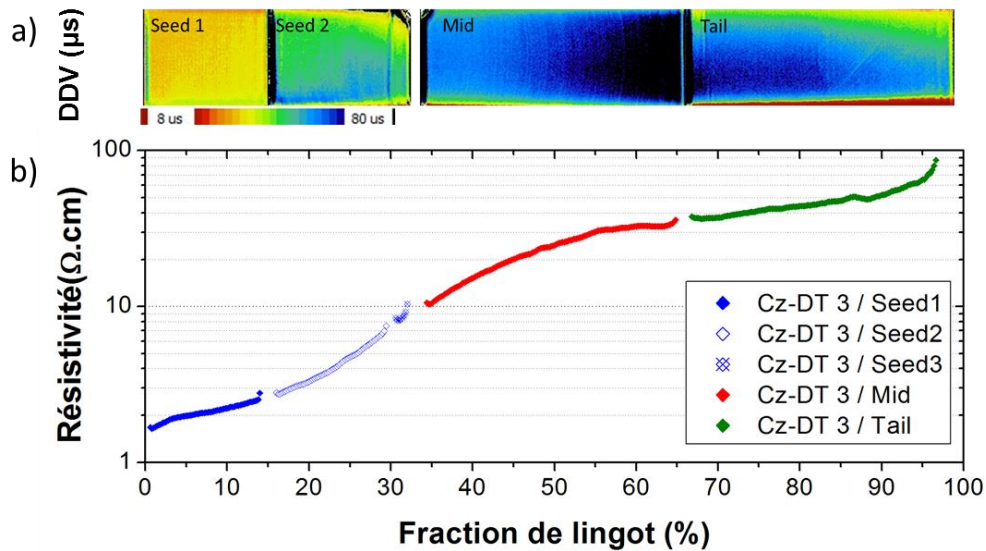 a)
DDV (µs)
Seed 1
Seed 2
Mid
Tail
8 us
80 µs
b)
Résistivité(Ω.cm)
100
10
1
0
10
20
30
40
50
60
70
80
90
100
Cz-DT 3 / Seed1
Cz-DT 3 / Seed2
Cz-DT 3 / Seed3
Cz-DT 3 / Mid
Cz-DT 3 / Tail
Fraction de lingot (%)